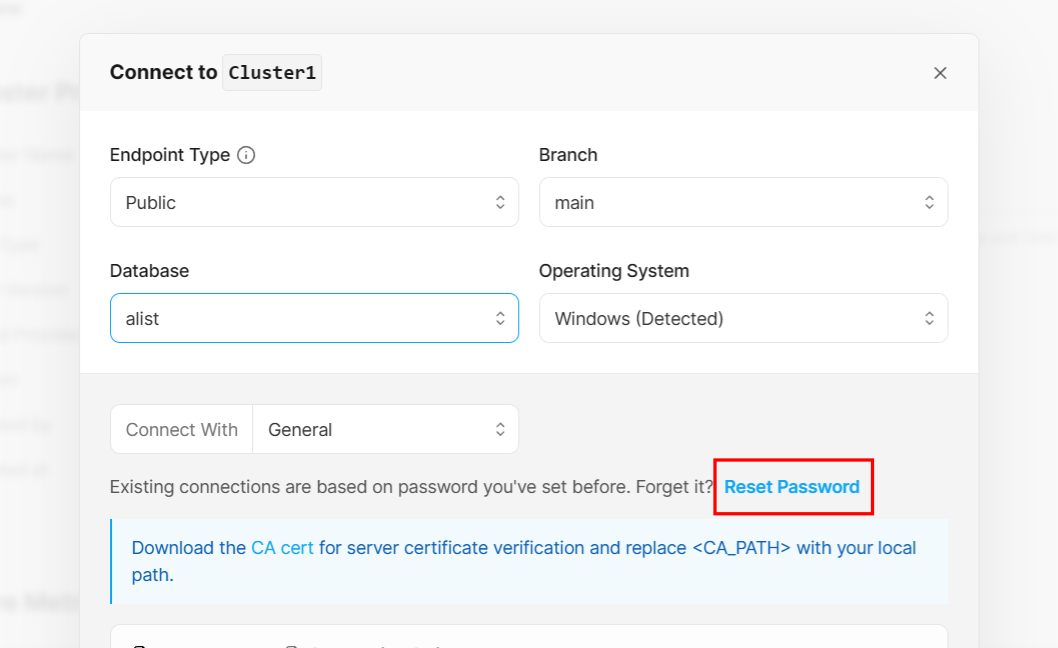 Connect to Cluster1
Endpoint Type
Branch
Public
main
Database
Operating System
alist
Windows (Detected)
Connect With
General
Existing connections are based on password you've set before. Forget it? Reset Password
Download the CA cert for server certificate verification and replace <CA_PATH> with your local
path.